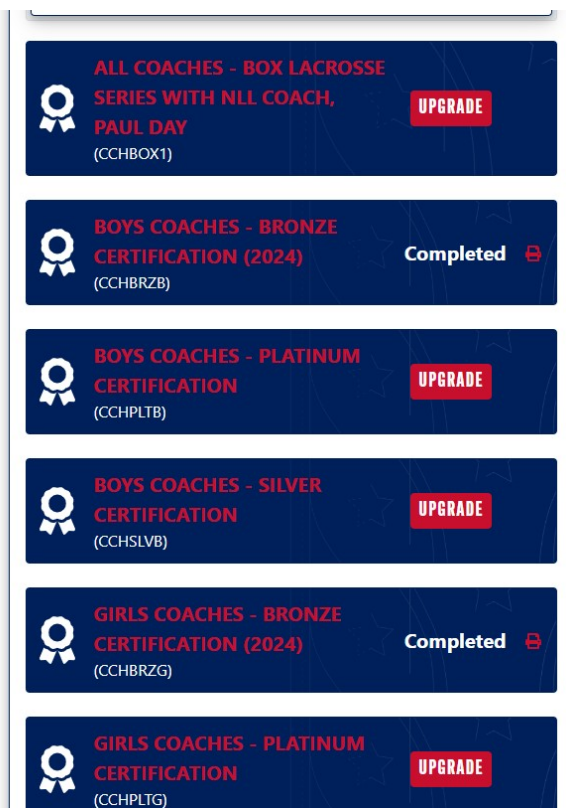 ALL COACHES - BOX LACROSSE
SERIES WITH NLL COACH,
PAUL DAY
(CCHBOX1)
UPGRADE
BOYS COACHES - BRONZE
CERTIFICATION (2024)
(CCHBRZB)
Completed
BOYS COACHES - PLATINUM
CERTIFICATION
(CCHPLTB)
UPGRADE
BOYS COACHES - SILVER
CERTIFICATION
(CCHSLVB)
UPGRADE
GIRLS COACHES - BRONZE
CERTIFICATION (2024)
(CCHBRZG)
Completed
GIRLS COACHES - PLATINUM
CERTIFICATION
(CCHPLTG)
UPGRADE